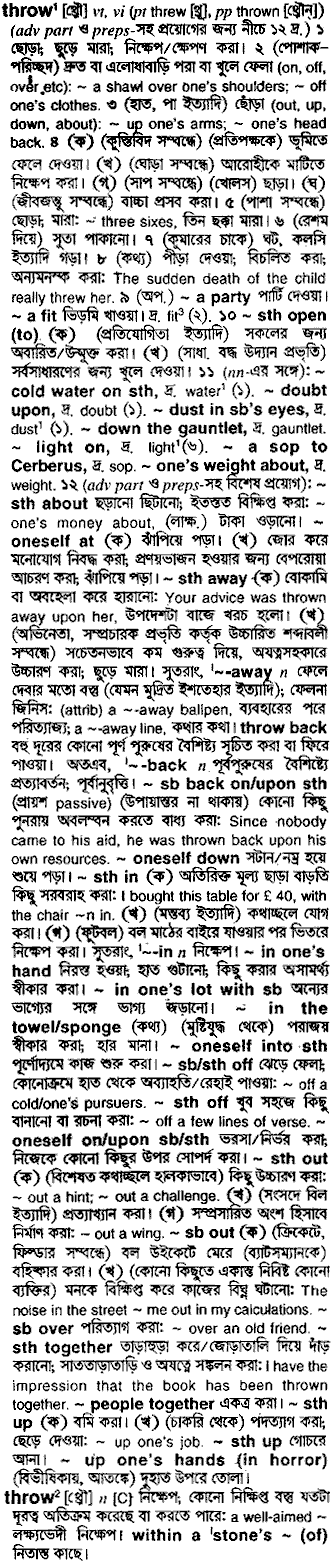 throw¹ [থ্রৌ] vt, vi (pt threw [থ্রূ], pp thrown [থ্রৌন্])
(adv part ও preps-সহ প্রয়োগের জন্য নীচে ১২ দ্র.) ১
ছোড়া; ছুড়ে মারা; নিক্ষেপ/ক্ষেপণ করা। ২ (পোশাক-
পরিচ্ছদ) দ্রুত বা এলোধাবাড়ি পরা বা খুলে ফেলা (on, off,
over,etc): ~ a shawl over one's shoulders; ~ off
one's clothes. ৩ (হাত, পা ইত্যাদি) ছোঁড়া (out, up,
down, about): ~ up one's arms; ~ one's head
back. ৪ (ক) (কুস্তিবিদ সম্বন্ধে) (প্রতিপক্ষকে) ভূমিতে
ফেলে দেওয়া। (খ) (ঘোড়া সম্বন্ধে) আরোহীকে মাটিতে
নিক্ষেপ করা। (গ) (সাপ সম্বন্ধে) (খোলস) ছাড়া। (ঘ)
(জীবজন্তু সম্বন্ধে) বাচ্চা প্রসব করা। ৫ (পাশা সম্বন্ধে)
ছোড়া; মারা: ~ three sixes, তিন ছক্কা মারা। ৬ (রেশম
দিয়ে) সূতা পাকানো। ৭ (কুমারের চাকে) ঘট, কলসি
ইত্যাদি গড়া। ৮ (কথ্য) পীড়া দেওয়া; বিচলিত করা;
অন্যমনস্ক করা: The sudden death of the child
really threw her. ৯ (অপ.) ~ a party পার্টি দেওয়া।
~ a fit ভিড়মি খাওয়া। দ্র. fit³ (২). ১০ ~ sth open
(to) (ক) (প্রতিযোগিতা ইত্যাদি) সকলের জন্য
অবারিত/উন্মুক্ত করা। (খ) (সাধা. বদ্ধ উদ্যান প্রভৃতি)
সর্বসাধারণের জন্য খুলে দেওয়া। ১১ (nn-এর সঙ্গে): ~
cold water on sth, দ্র. water¹ (১). ~ doubt
upon, দ্র. doubt (১). ~ dust in sb's eyes, দ্র.
dust¹ (১). ~ down the gauntlet, দ্র. gauntlet.
~ light on, দ্র. light¹(৬). ~ a sop to
Cerberus, দ্র. sop. ~ one's weight about, দ্র.
weight. ১২ (adv part ও preps-সহ বিশেষ প্রয়োগ): ~
sth about ছড়ানো ছিটানো; ইতস্তত বিক্ষিপ্ত করা: ~
one's money about, (লাক্ষ.) টাকা ওড়ানো। ~
oneself at (ক) ঝাঁপিয়ে পড়া। (খ) জোর করে
মনোযোগ নিবদ্ধ করা; প্রণয়ভাজন হওয়ার জন্য বেপরোয়া
আচরণ করা; ঝাঁপিয়ে পড়া। ~ sth away (ক) বোকামি
বা অবহেলা করে হারানো: Your advice was thrown
away upon her, উপদেশটা বাজে খরচ হলো। (খ)
(অভিনেতা, সম্প্রচারক প্রভৃতি কর্তৃক উচ্চারিত শব্দাবলী
সম্বন্ধে) সচেতনভাবে কম গুরুত্ব দিয়ে, অযত্নসহকারে
উচ্চারণ করা; ছুড়ে মারা। সুতরাং, ˈ~-away n ফেলে
দেবার মতো বস্তু (যেমন মুদ্রিত ইশতেহার ইত্যাদি); ফেলনা
জিনিস: (attrib) a ~-away ballpen, ব্যবহারের পরে
পরিত্যাজ্য; a ~-away line, কথার কথা। throw back
বহু দূরের কোনো পূর্ব পুরুষের বৈশিষ্ট্য সূচিত করা বা ফিরে
পাওয়া। অতএব, ˈ~-back n পূর্বপুরুষের বৈশিষ্ট্যে
প্রত্যাবর্তন; পূর্বানুবৃত্তি। ~ sb back on/upon sth
(প্রায়শ passive) (উপায়ান্তর না থাকায়) কোনো কিছু
পুনরায় অবলম্বন করতে বাধ্য করা: Since nobody
came to his aid, he was thrown back upon his
own resources. ~ oneself down সটান/লম্বা হয়ে
শুয়ে পড়া। ~ sth in (ক) অতিরিক্ত মূল্য ছাড়া বাড়তি
কিছু সরবরাহ করা: I bought this table for £ 40, with
the chair ~n in. (খ) (মন্তব্য ইত্যাদি) কথাচ্ছলে যোগ
করা। (গ) (ফুটবল) বল মাঠের বাইরে যাওয়ার পর ভিতরে
নিক্ষেপ করা। সুতরাং, ˈ~-in n নিক্ষেপ। ~ in one's
hand নিরস্ত হওয়া; হাত গুটানো; কিছু করার অসামর্থ্য
স্বীকার করা। ~ in one's lot with sb অন্যের
ভাগ্যের সঙ্গে ভাগ্য জড়ানো। ~ in the
towel/sponge (কথ্য) (মুষ্টিযুদ্ধ থেকে) পরাজয়
স্বীকার করা; হার মানা। ~ oneself into sth
পূর্ণোদ্যমে কাজ শুরু করা। ~ sb/sth off ঝেড়ে ফেলা;
কোনোক্রমে হাত থেকে অব্যাহতি/রেহাই পাওয়া: ~ off a
cold/one's pursuers. ~ sth off খুব সহজে কিছু
বানানো বা রচনা করা: ~ off a few lines of verse. ~
oneself on/upon sb/sth ভরসা/নির্ভর করা;
নিজেকে কোনো কিছুর উপর সোপর্দ করা। ~ sth out
(ক) (বিশেষত কথাচ্ছলে হালকাভাবে) কিছু উচ্চারণ করা:
~ out a hint; ~ out a challenge. (খ) (সংসদে বিল
ইত্যাদি) প্রত্যাখ্যান করা। (গ) সম্প্রসারিত অংশ হিসাবে
নির্মাণ করা: ~ out a wing. ~ sb out (ক) (ক্রিকেটে,
ফিল্ডার সম্বন্ধে) বল উইকেটে মেরে (ব্যাটসম্যানকে)
বহিষ্কার করা। (খ) (কোনো কিছুতে একান্ত নিবিষ্ট কোনো
ব্যক্তির) মনকে বিক্ষিপ্ত করে কাজের বিঘ্ন ঘটানো: The
noise in the street ~ me out in my calculations. ~
sb over পরিত্যাগ করা: ~ over an old friend. ~
sth together তাড়াহুড়া করে/জোড়াতালি দিয়ে দাঁড়
করানো; সাততাড়াতাড়ি ও অযত্নে সঙ্কলন করা: I have the
impression that the book has been thrown
together. ~ people together একত্র করা। ~ sth
up (ক) বমি করা। (খ) (চাকরি থেকে) পদত্যাগ করা;
ছেড়ে দেওয়া: ~ up one's job. ~ sth up গোচরে
আনা। ~ up one's hands (in horror)
(বিভীষিকায়, আতঙ্কে) দুহাত উপরে তোলা।
throw² [থ্রৌ] n [C] নিক্ষেপ; কোনো নিক্ষিপ্ত বস্তু যতটা
দূরত্ব অতিক্রম করেছে বা করতে পারে: a well-aimed ~
লক্ষ্যভেদী নিক্ষেপ। within a ˈstone's ~ (of)
নিতান্ত কাছে।